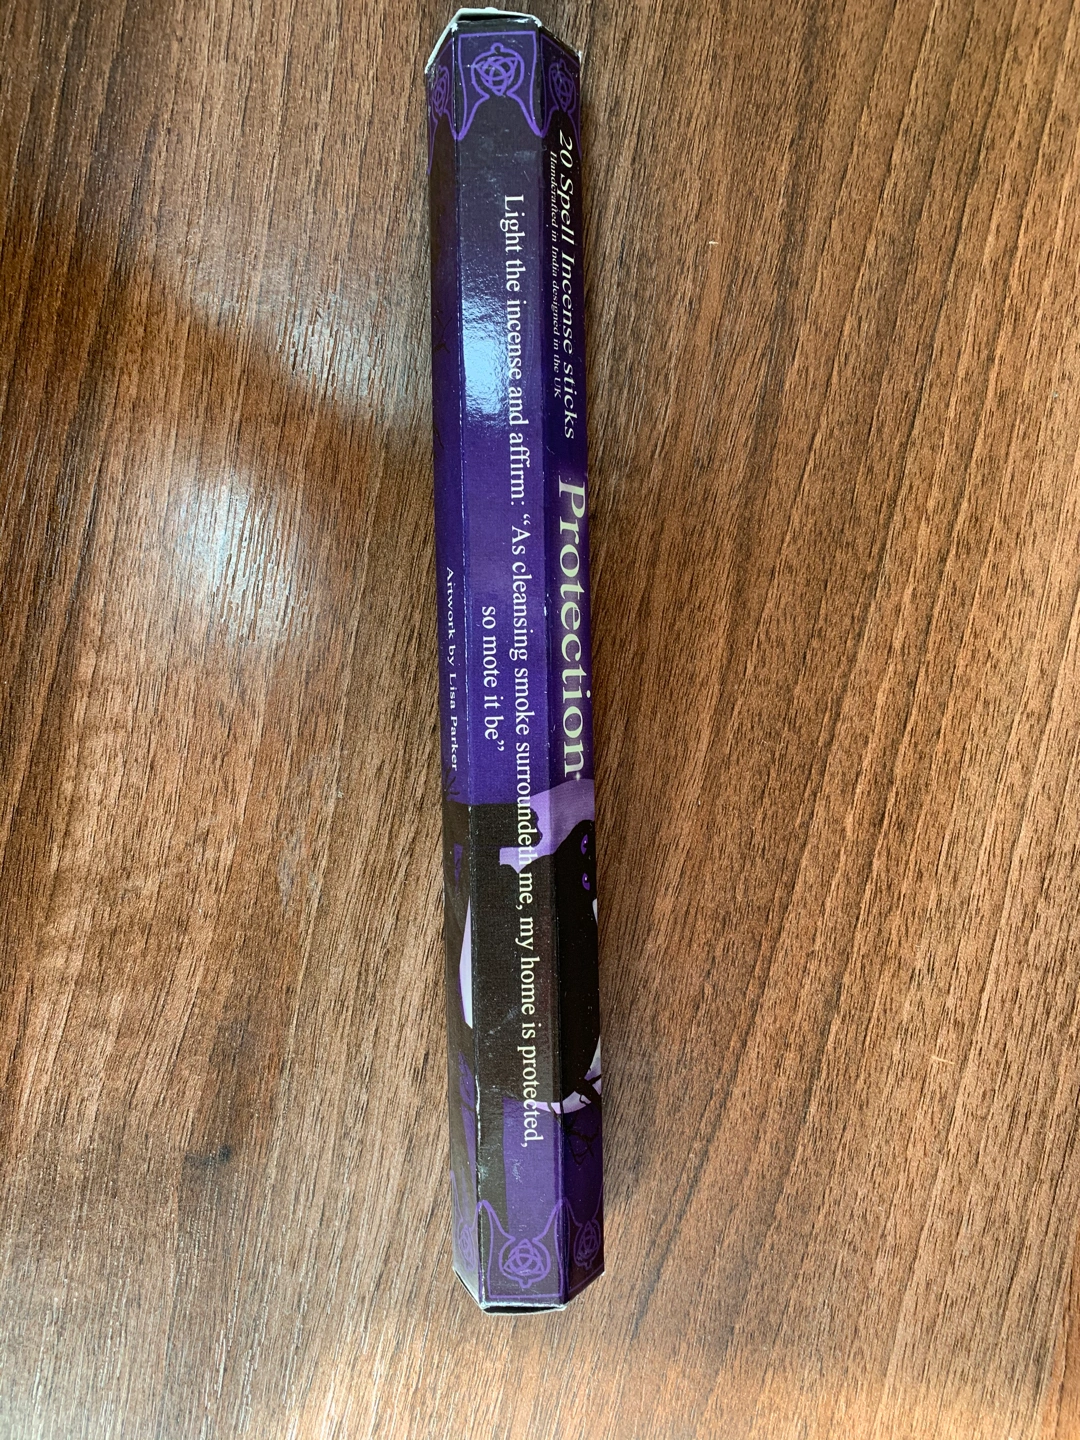 20 Spell Incense sticks
Handcrafted in India designed in the UK
Protection
Light the incense and affirm: “As cleansing smoke surroundeth me, my home is protected,
so mote it be”
Artwork by Lisa Parker